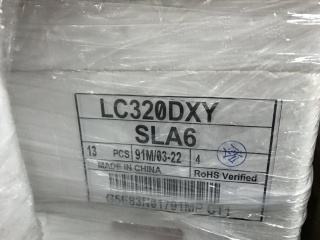 LC320DXY
SLA6
13 PCS 91M/03-22 4
MADE IN CHINA RoHS Verified